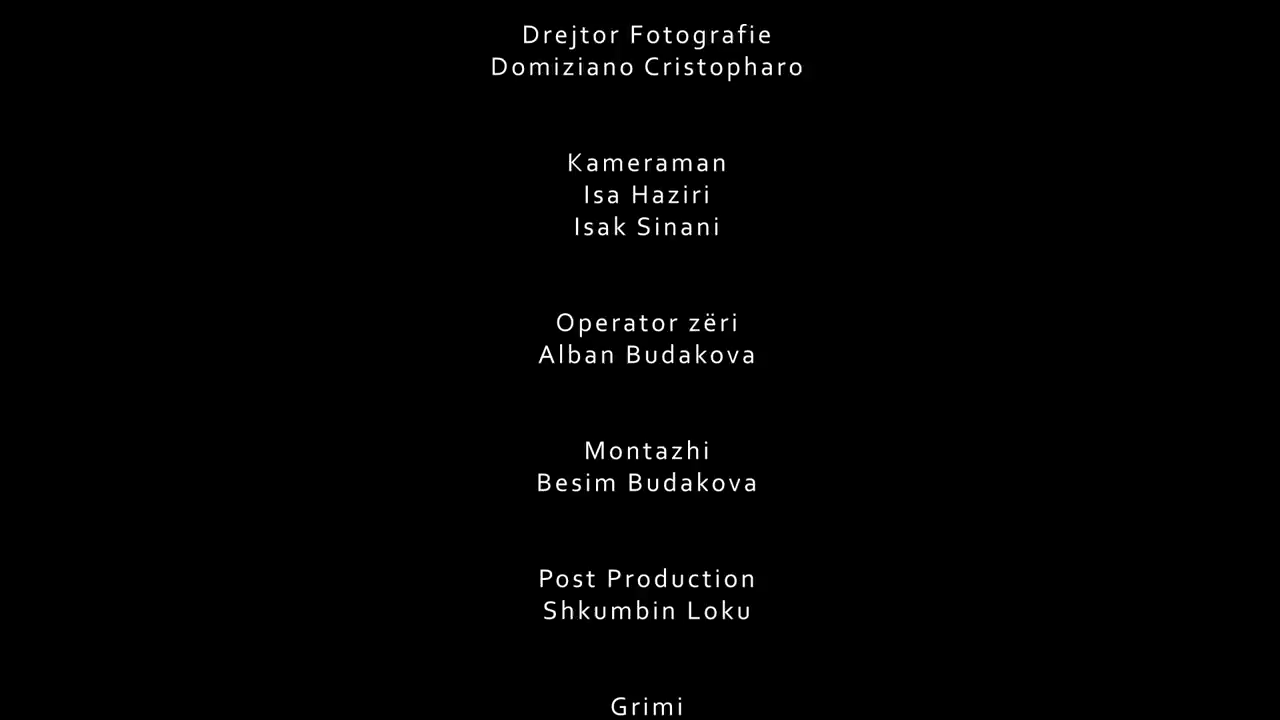 Drejtor Fotografie
Domiziano Cristopharo
Kameraman
Isa Haziri
Isak Sinani
Operator zëri
Alban Budakova
Montazhi
Besim Budakova
Post Production
Shkumbin Loku
Grimi